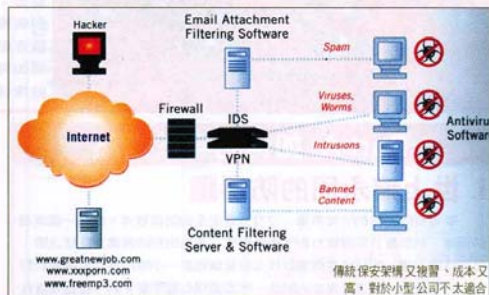 Hacker
Email Attachment
Filtering Software
Spam
Firewall
Viruses,
Worms
IDS
Antivirus
Software
Internet
VPN
Intrusions
Banned
Content
Content Filtering
Server & Software
www.greatnewjob.com
www.xxxporn.com
www.freemp3.com
傳統保安架構又複習、成本又
高，對於小型公司不太適合